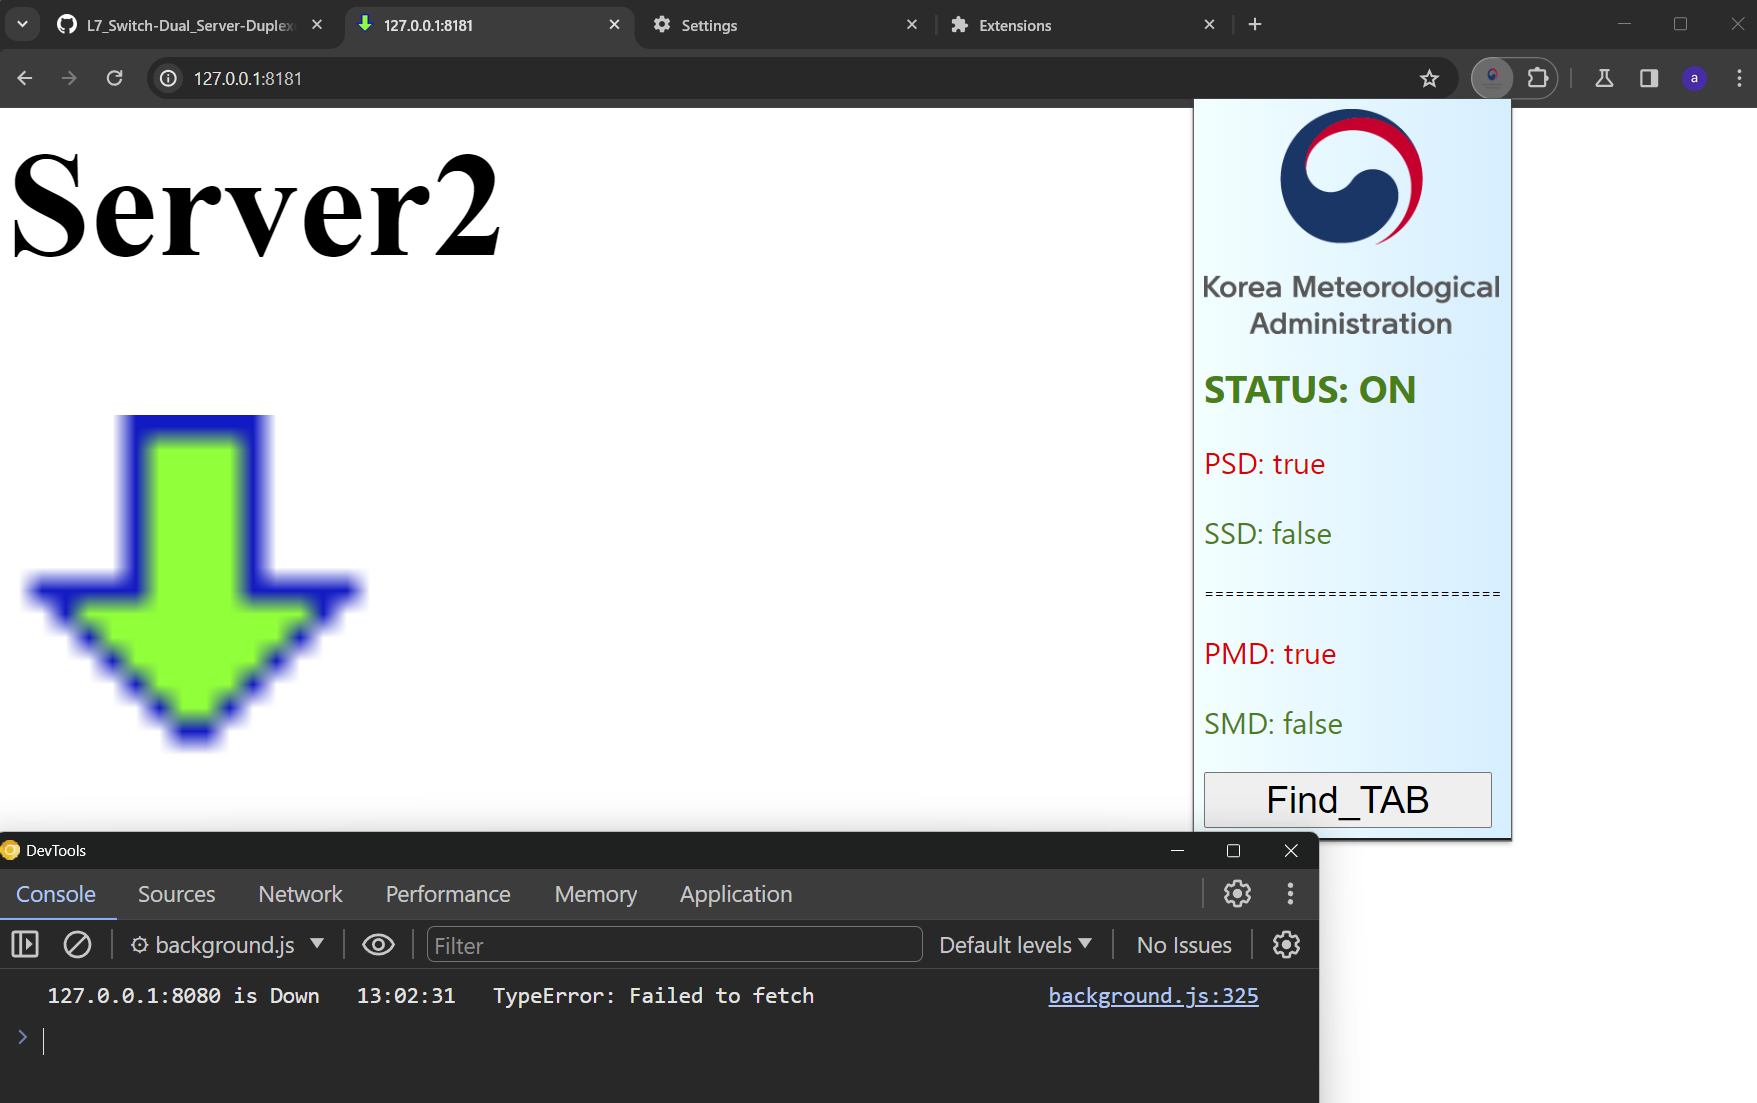 L7_Switch-Dual_Server-Duplex
127.0.0.1:8181
Settings
Extensions
127.0.0.1:8181
a
Server2
Korea Meteorological
Administration
STATUS: ON
PSD: true
SSD: false
=============================
PMD: true
SMD: false
Find_TAB
DevTools
Console Sources Network Performance Memory Application
background.js Filter Default levels No Issues
127.0.0.1:8080 is Down 13:02:31 TypeError: Failed to fetch background.js:325
>